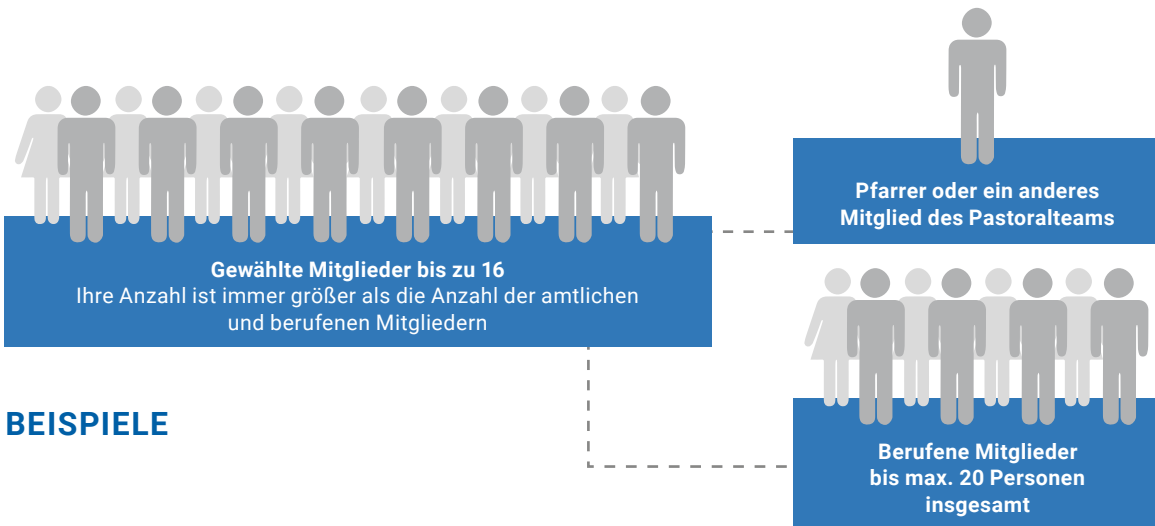 Pfarrer oder ein anderes
Mitglied des Pastoralteams
Gewählte Mitglieder bis zu 16
Ihre Anzahl ist immer größer als die Anzahl der amtlichen
und berufenen Mitgliedern
BEISPIELE
Berufene Mitglieder
bis max. 20 Personen
insgesamt